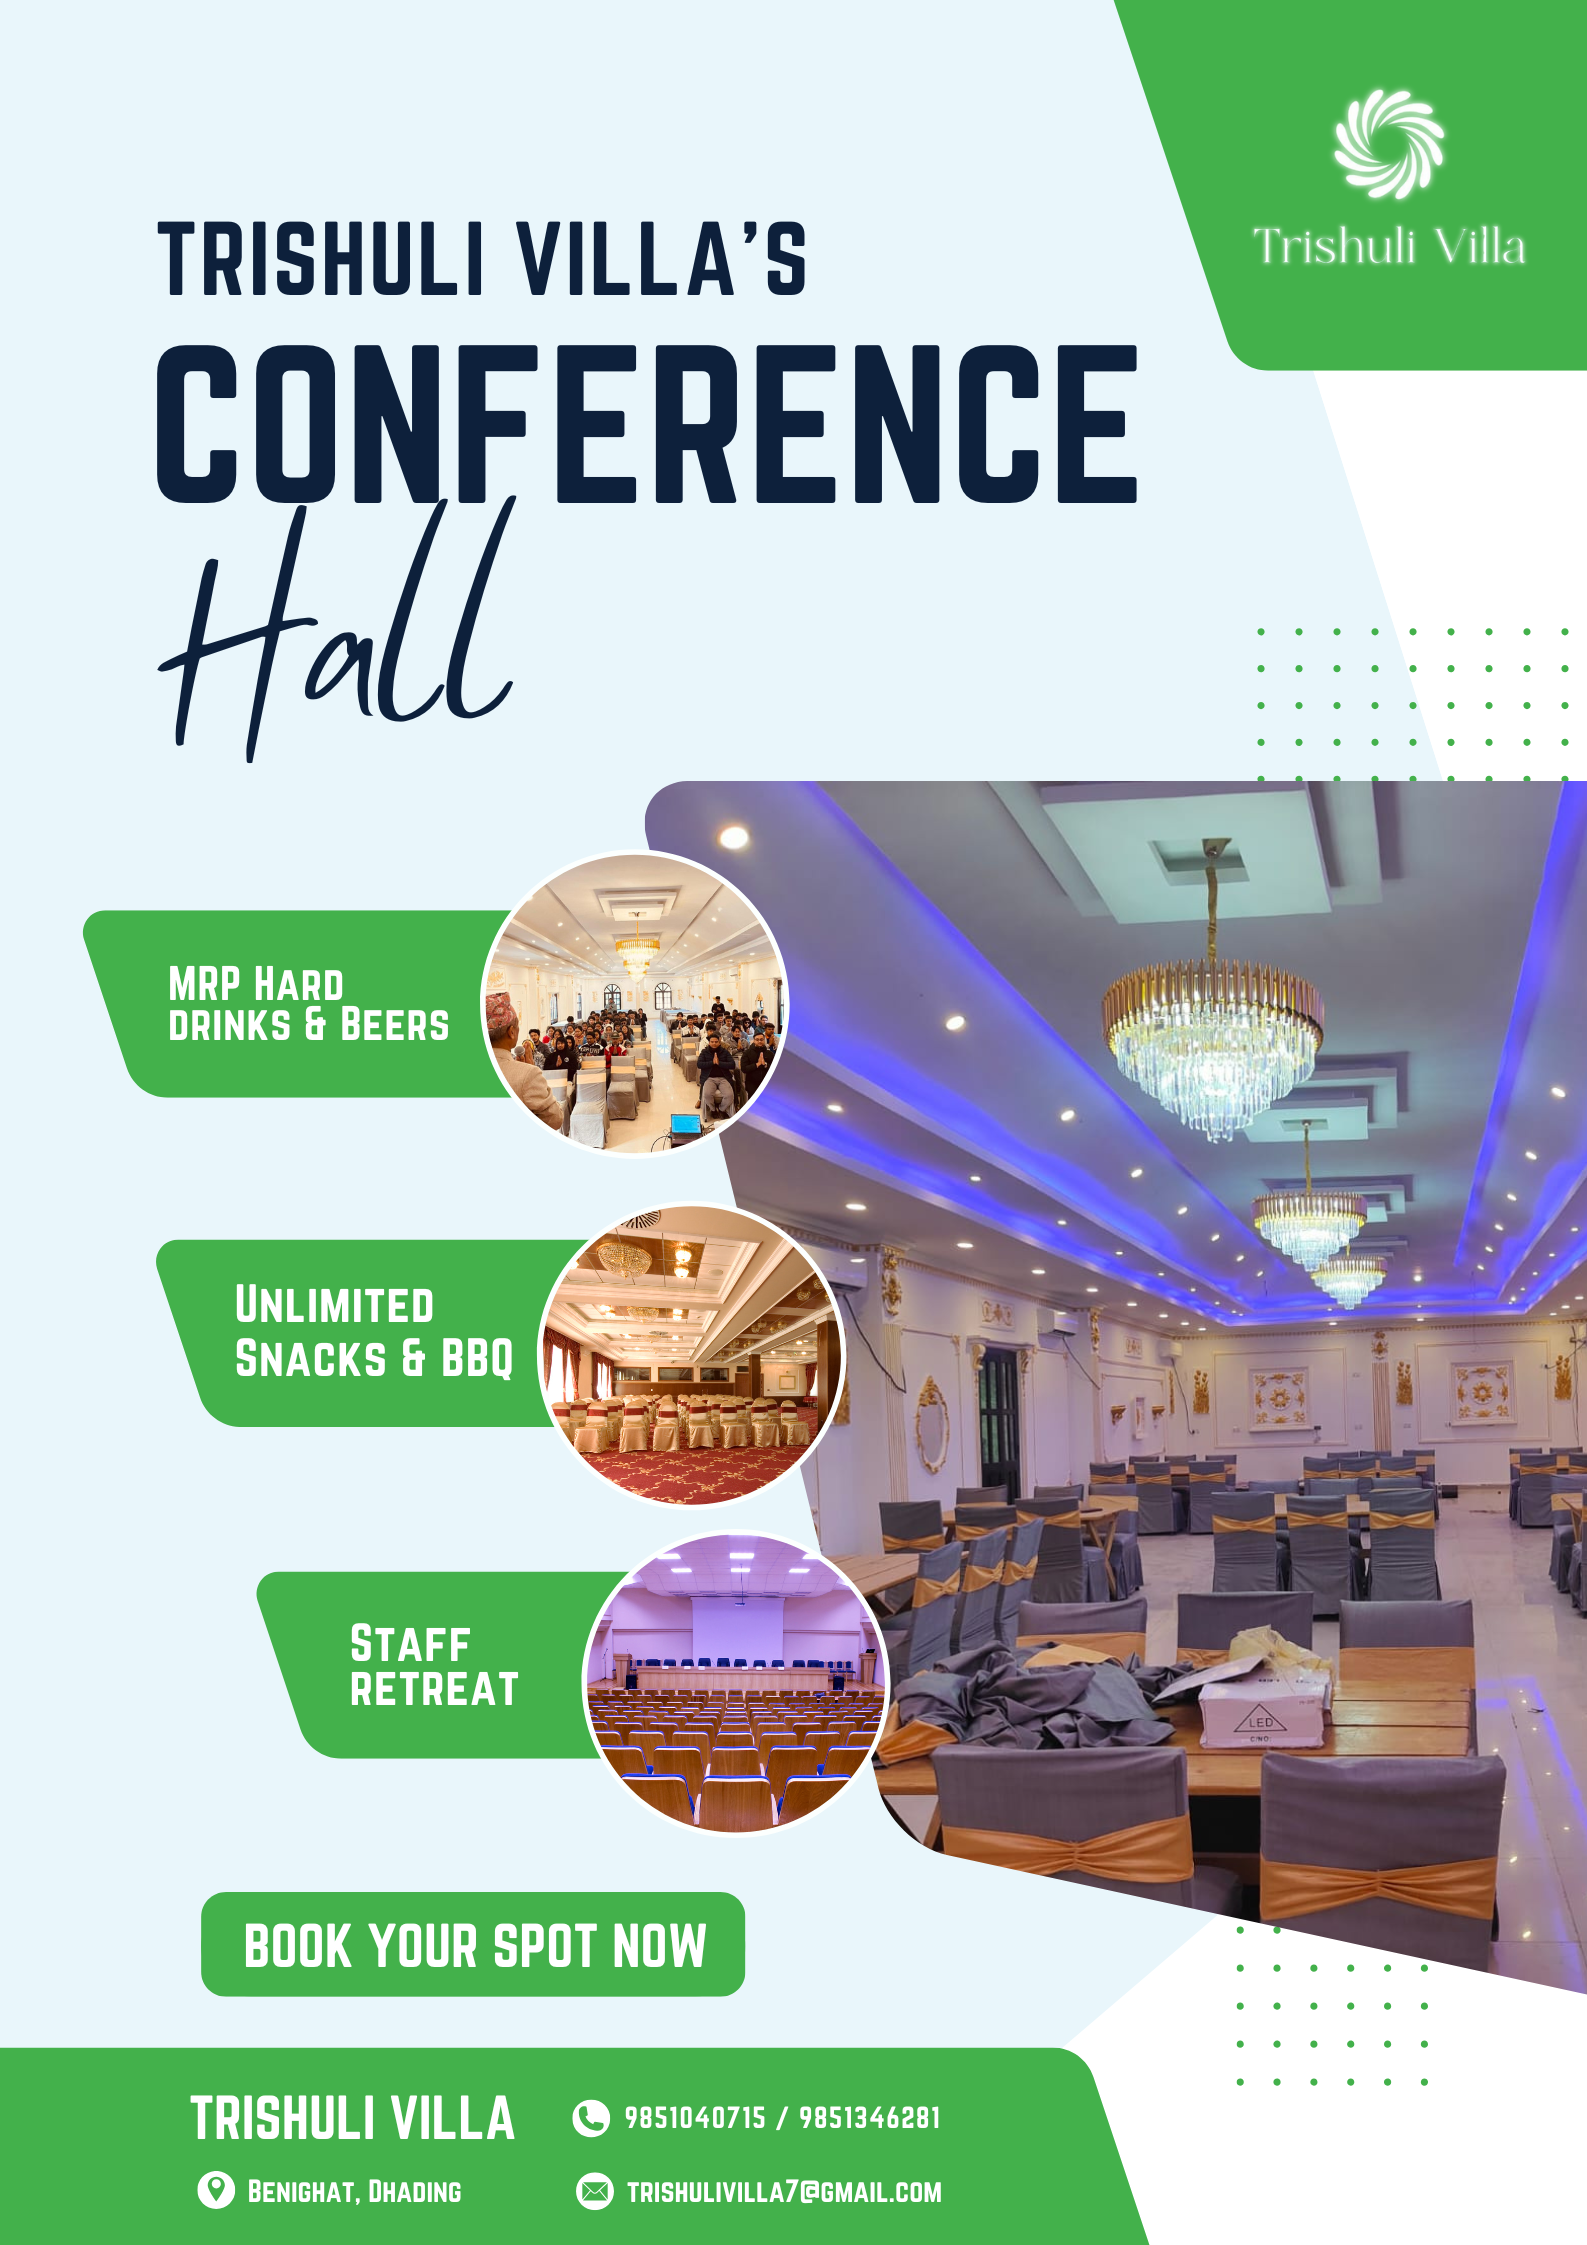 Trishuli Villa
TRISHULI VILLA'S
CONFERENCE
Hall
MRP HARD
DRINKS & BEERS
UNLIMITED
SNACKS & BBQ
STAFF
RETREAT
LED
BOOK YOUR SPOT NOW
TRISHULI VILLA
9851040715 / 9851346281
BENIGHAT, DHADING
TRISHULIVILLA7@GMAIL.COM